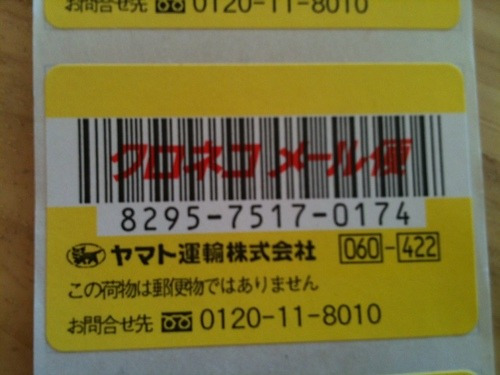 お問合せ先 0120-11-8010
クロネコ メール便
8295-7517-0174
ヤマト運輸株式会社 060-422
この荷物は郵便物ではありません
お問合せ先 0120-11-8010